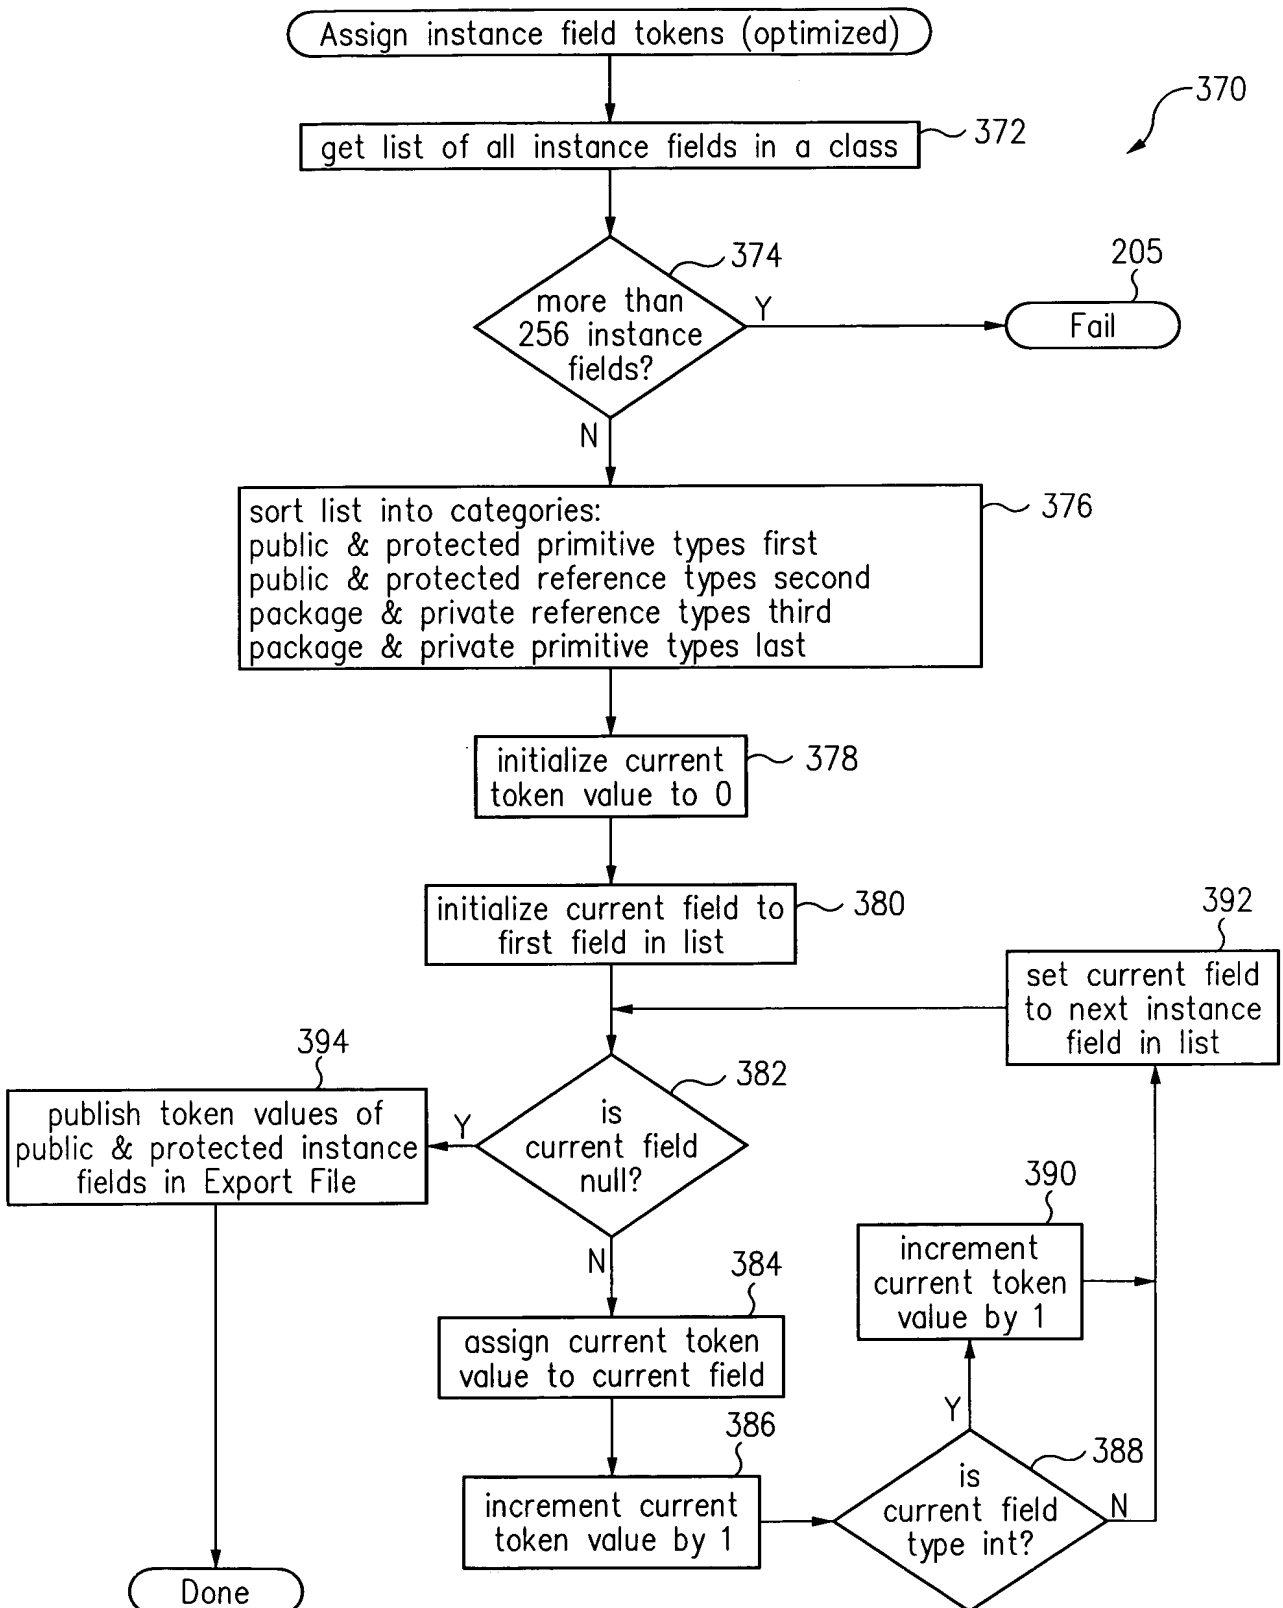 Assign instance field tokens (optimized)
370
get list of all instance fields in a class
372
374
more than
256 instance
fields?
Y
205
Fail
N
sort list into categories:
public & protected primitive types first
public & protected reference types second
package & private reference types third
package & private primitive types last
376
initialize current
token value to 0
378
initialize current field to
first field in list
380
392
set current field
to next instance
field in list
394
publish token values of
public & protected instance
fields in Export File
Y
382
is
current field
null?
N
390
increment
current token
value by 1
384
assign current token
value to current field
386
increment current
token value by 1
Y
388
is
current field
type int?
N
Done